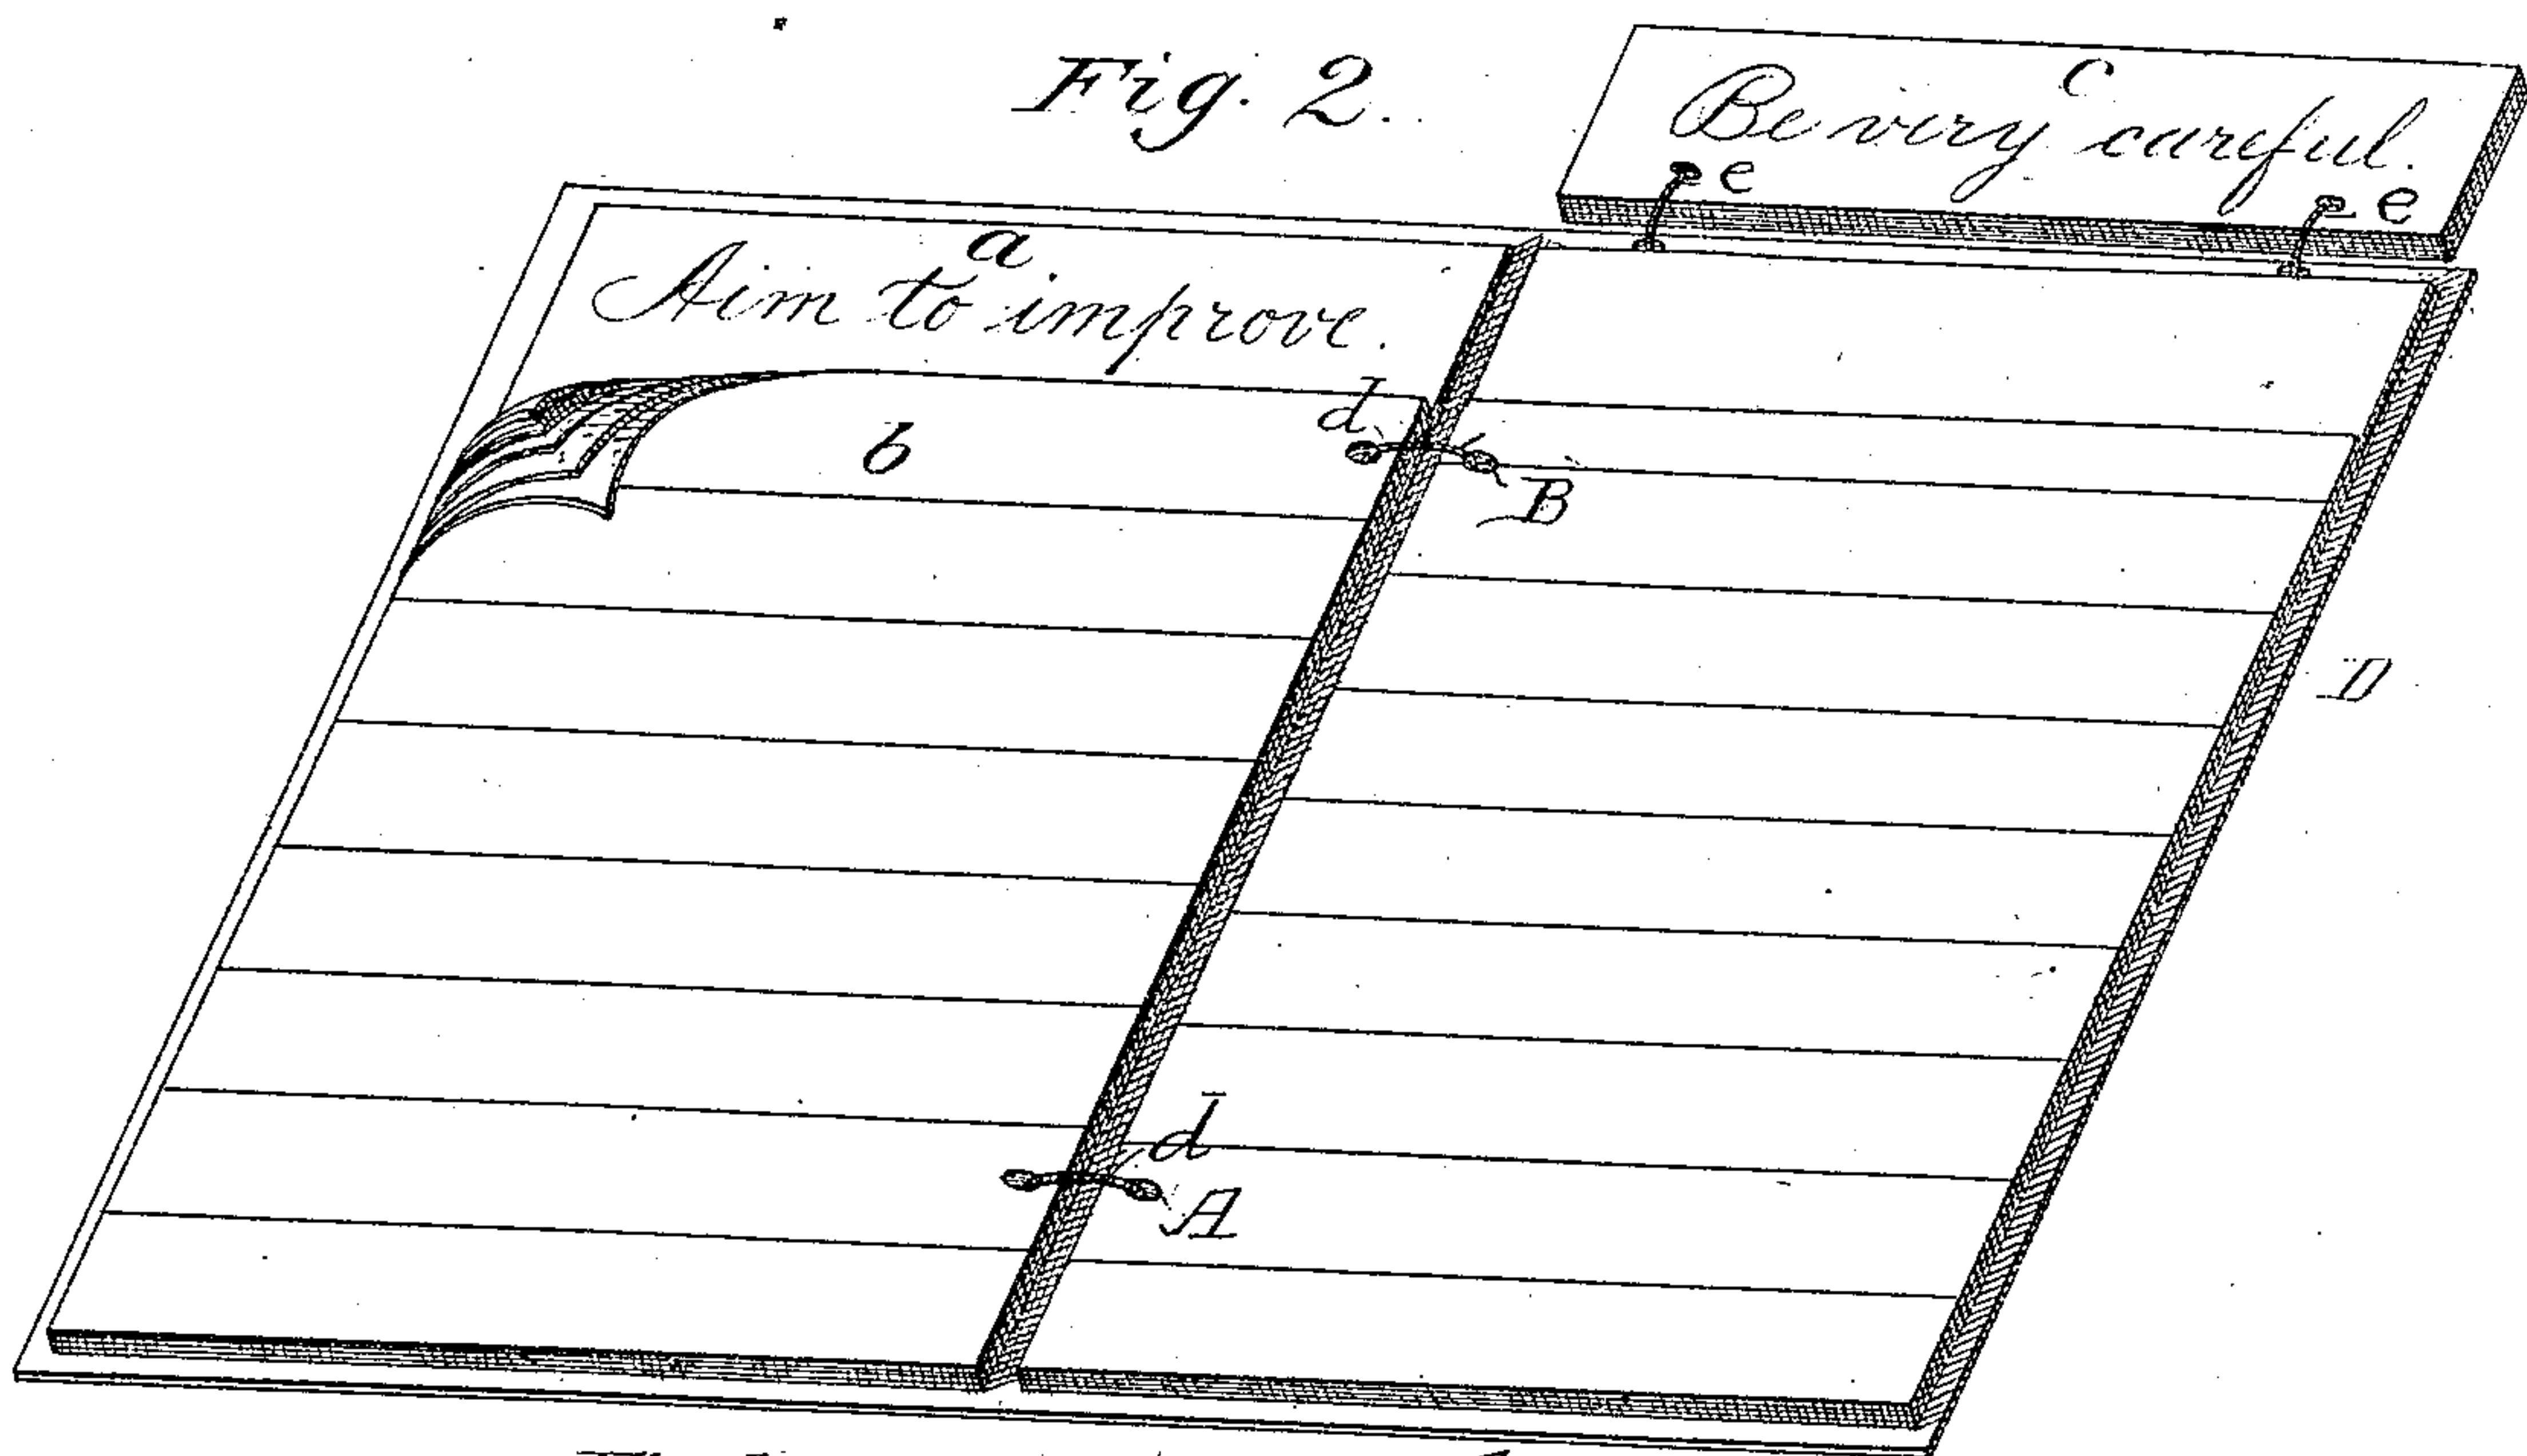 Fig. 2.
c
Be very careful.
e
e
a
Aim to improve.
d
b
B
D
d
A